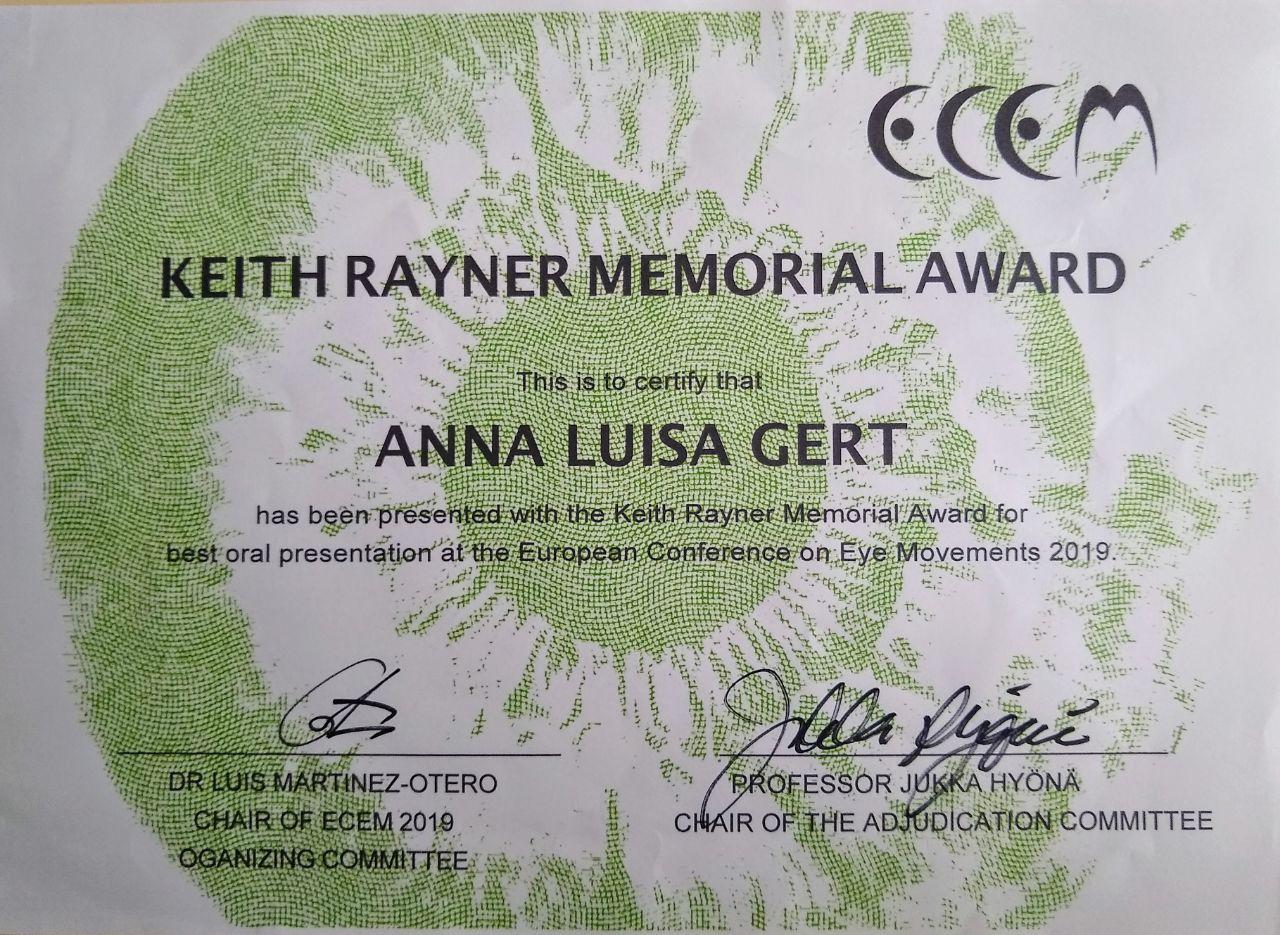 ECEM
KEITH RAYNER MEMORIAL AWARD
This is to certify that
ANNA LUISA GERT
has been presented with the Keith Rayner Memorial Award for
best oral presentation at the European Conference on Eye Movements 2019.
Jukka Hyönä
DR LUIS MARTINEZ-OTERO
CHAIR OF ECEM 2019
OGANIZING COMMITTEE
PROFESSOR JUKKA HYÖNÄ
CHAIR OF THE ADJUDICATION COMMITTEE